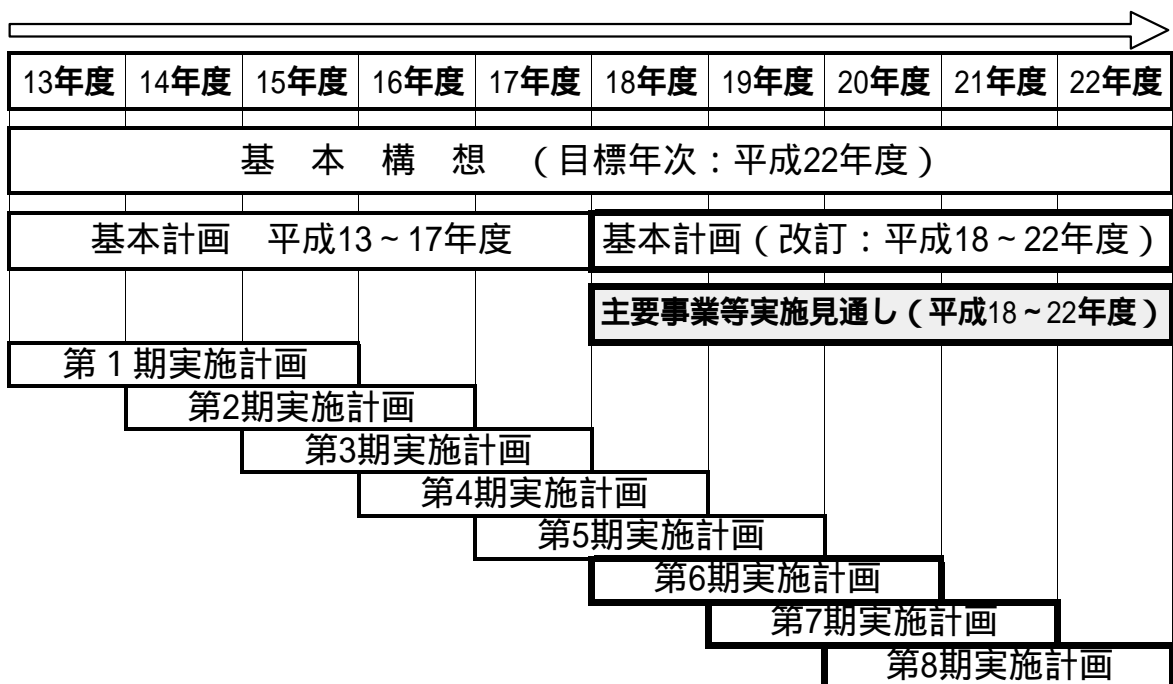 13年度 14年度 15年度 16年度 17年度 18年度 19年度 20年度 21年度 22年度
基 本 構 想 （目標年次：平成22年度）
基本計画 平成13～17年度 基本計画（改訂：平成18～22年度）
主要事業等実施見通し（平成18～22年度）
第１期実施計画
第2期実施計画
第3期実施計画
第4期実施計画
第5期実施計画
第6期実施計画
第7期実施計画
第8期実施計画